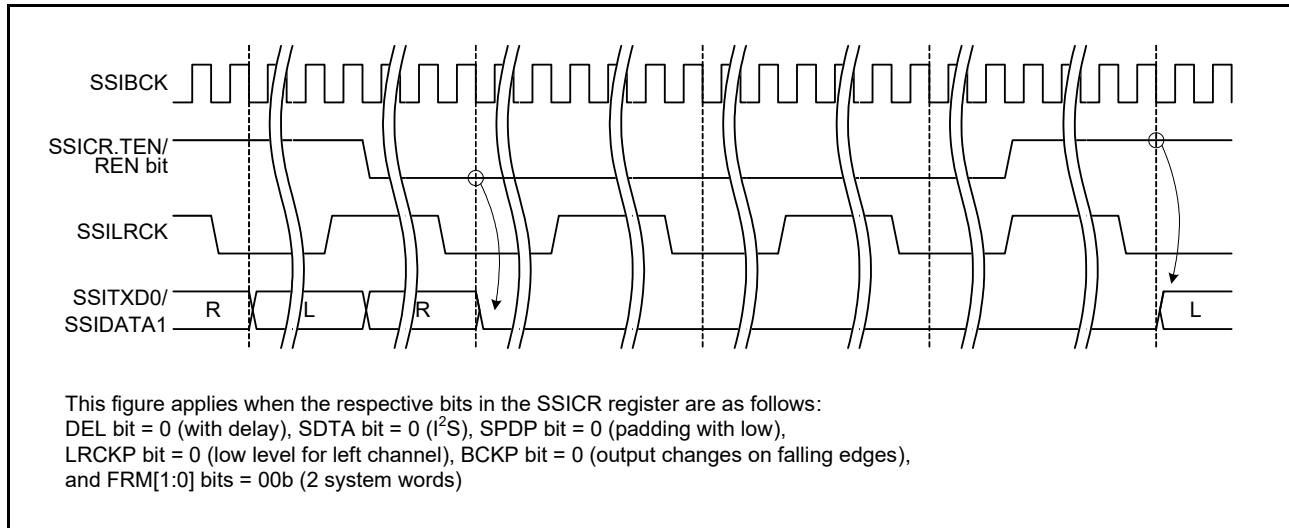 SSIBCK
SSICR.TEN/
REN bit
SSILRCK
SSITXD0/
SSIDATA1
R
L
R
L
This figure applies when the respective bits in the SSICR register are as follows:
DEL bit = 0 (with delay), SDTA bit = 0 (I²S), SPDP bit = 0 (padding with low),
LRCKP bit = 0 (low level for left channel), BCKP bit = 0 (output changes on falling edges),
and FRM[1:0] bits = 00b (2 system words)